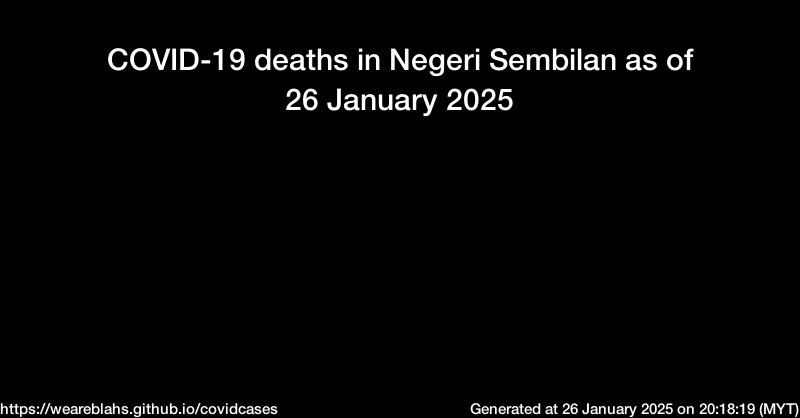 COVID-19 deaths in Negeri Sembilan as of
26 January 2025
https://weareblahs.github.io/covidcases
Generated at 26 January 2025 on 20:18:19 (MYT)